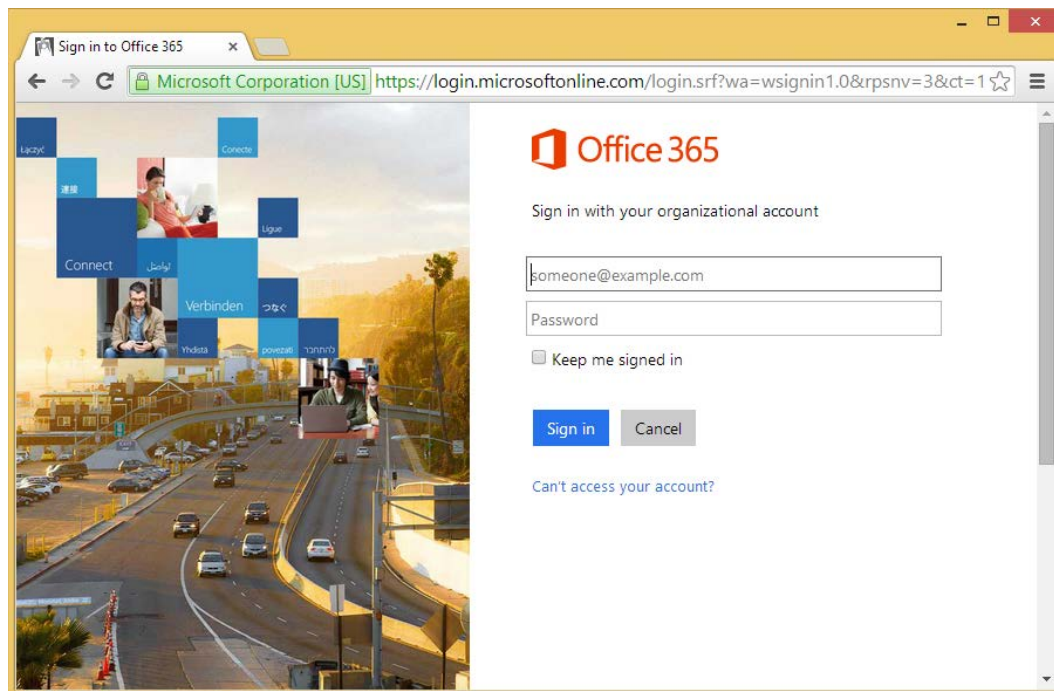 Sign in to Office 365
Microsoft Corporation [US] https://login.microsoftonline.com/login.srf?wa=wsignin1.0&rpsnv=3&ct=1
Łączyć
Conecte
連接
Ligue
Connect
تواصل
Verbinden
つなぐ
Yhdistä
povezati
להתחבר
Office 365
Sign in with your organizational account
someone@example.com
Password
Keep me signed in
Sign in Cancel
Can't access your account?